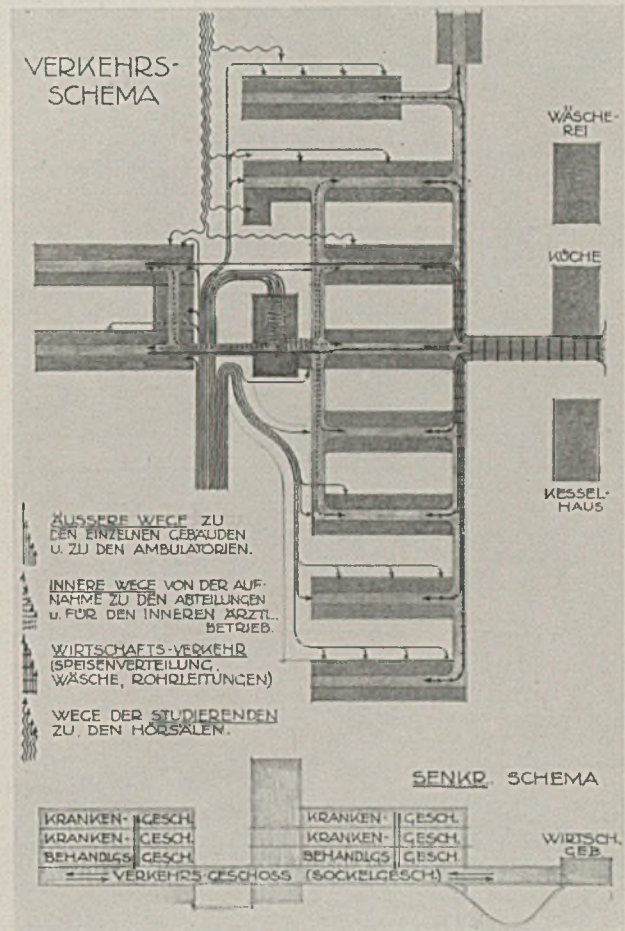 VERKEHRS-
SCHEMA
WÄSCHE-
REI
KÜCHE
KESSEL-
HAUS
ÄUSSERE WEGE ZU
DEN EINZELNEN GEBÄUDEN
U. ZU DEN AMBULATORIEN.
INNERE WEGE VON DER AUF-
NAHME ZU DEN ABTEILUNGEN
U. FÜR DEN INNEREN ÄRZTL.
BETRIEB.
WIRTSCHAFTS-VERKEHR
(SPEISENVERTEILUNG,
WÄSCHE, ROHRLEITUNGEN)
WEGE DER STUDIERENDEN
ZU DEN HÖRSÄLEN.
SENKR. SCHEMA
KRANKEN- GESCH. KRANKEN- GESCH.
KRANKEN- GESCH. KRANKEN- GESCH.
BEHANDLGS GESCH. BEHANDLGS GESCH.
WIRTSCH.
GEB.
VERKEHRS-GESCHOSS (SOCKELGESCH.)